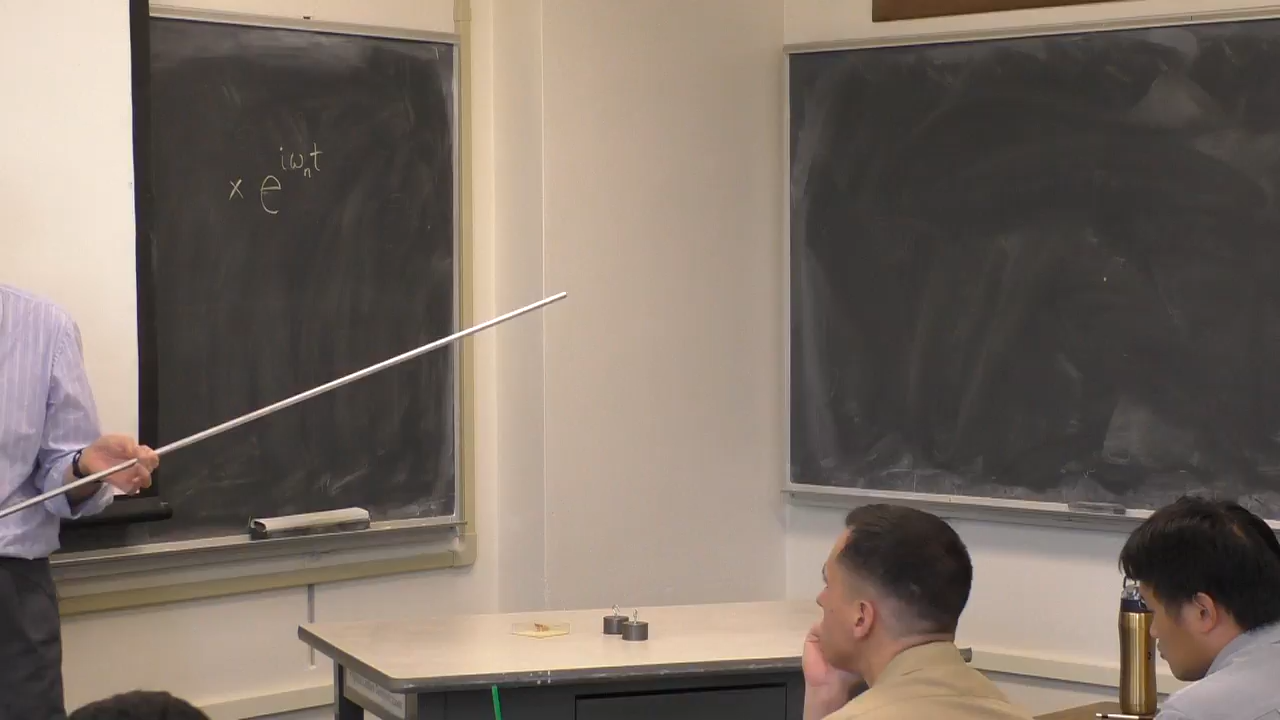 × e^{iω_n t}